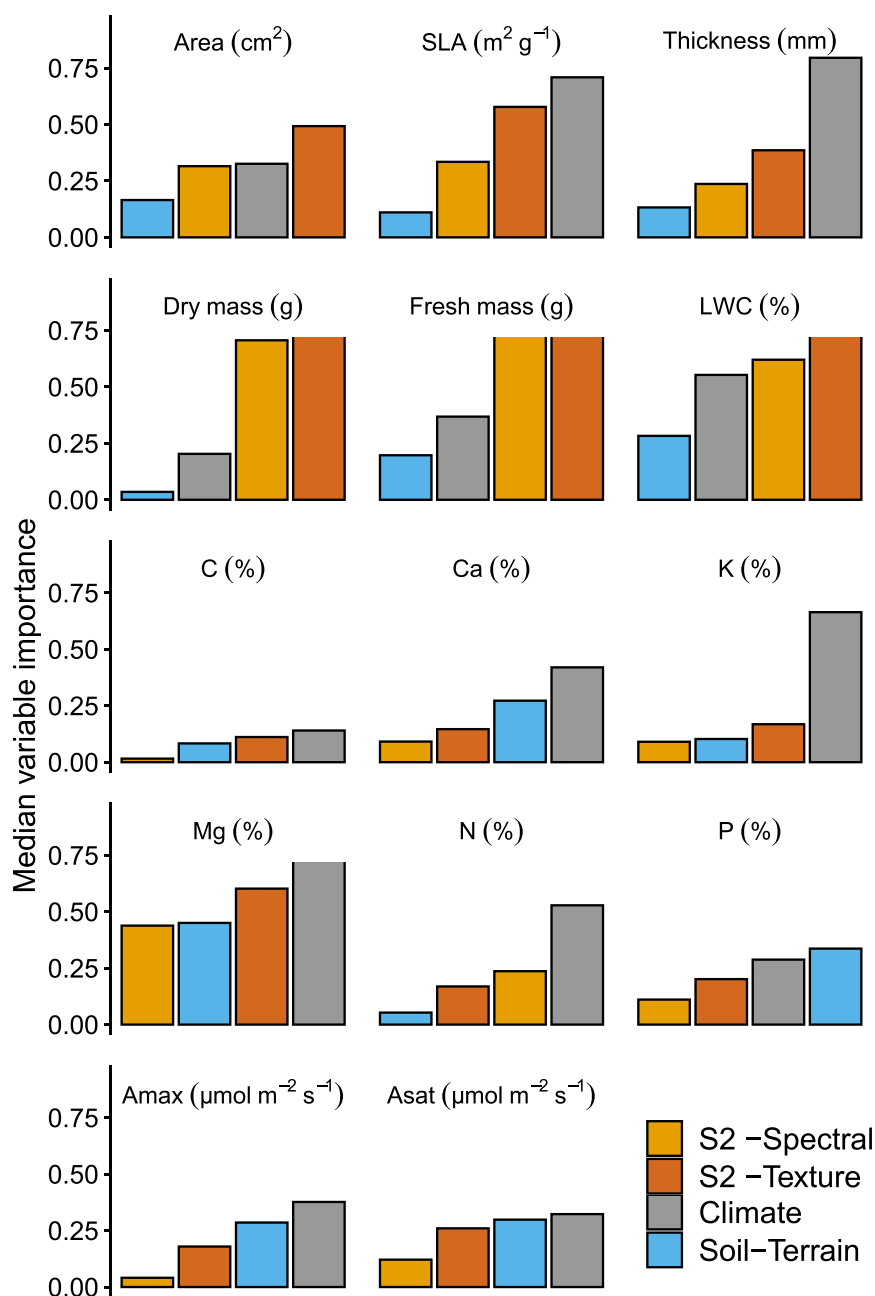 Area (cm²) SLA (m² g⁻¹) Thickness (mm)
0.75
0.50
0.25
0.00
Dry mass (g) Fresh mass (g) LWC (%)
0.75
0.50
0.25
0.00
Median variable importance
C (%) Ca (%) K (%)
0.75
0.50
0.25
0.00
Mg (%) N (%) P (%)
0.75
0.50
0.25
0.00
Amax (µmol m⁻² s⁻¹) Asat (µmol m⁻² s⁻¹)
0.75
0.50
0.25
0.00
S2 −Spectral
S2 −Texture
Climate
Soil−Terrain